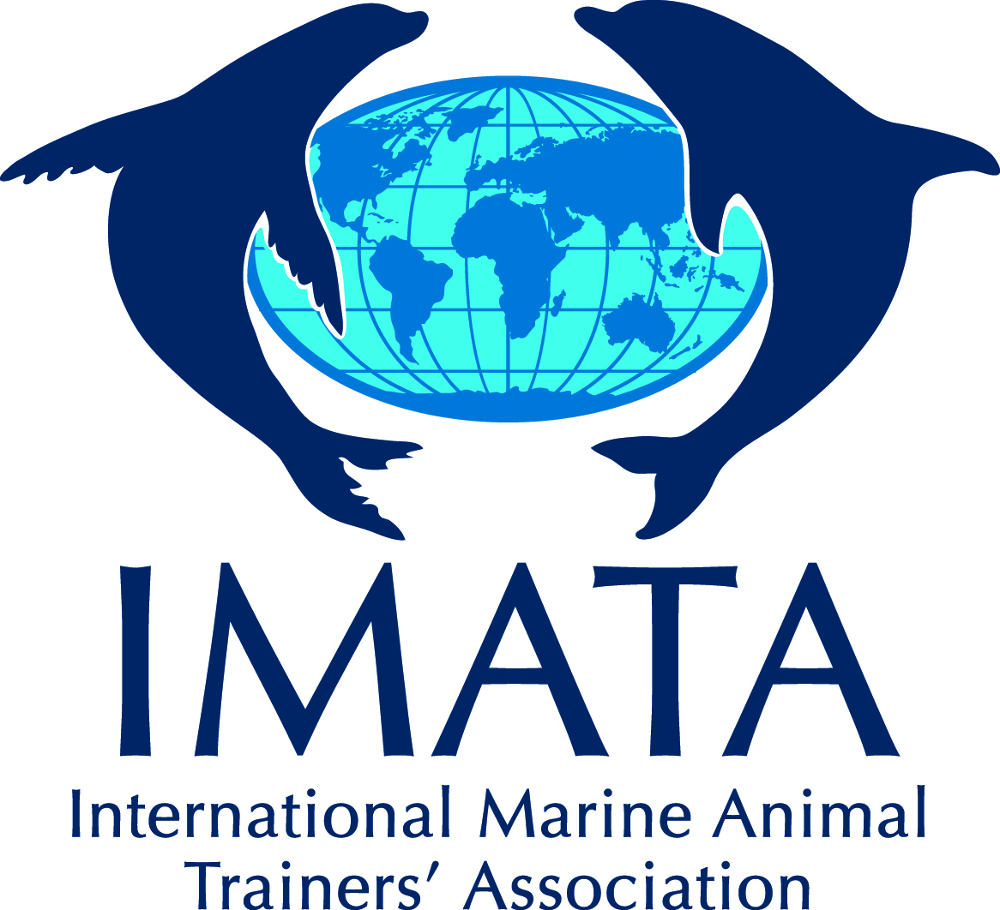 IMATA
International Marine Animal
Trainers’ Association